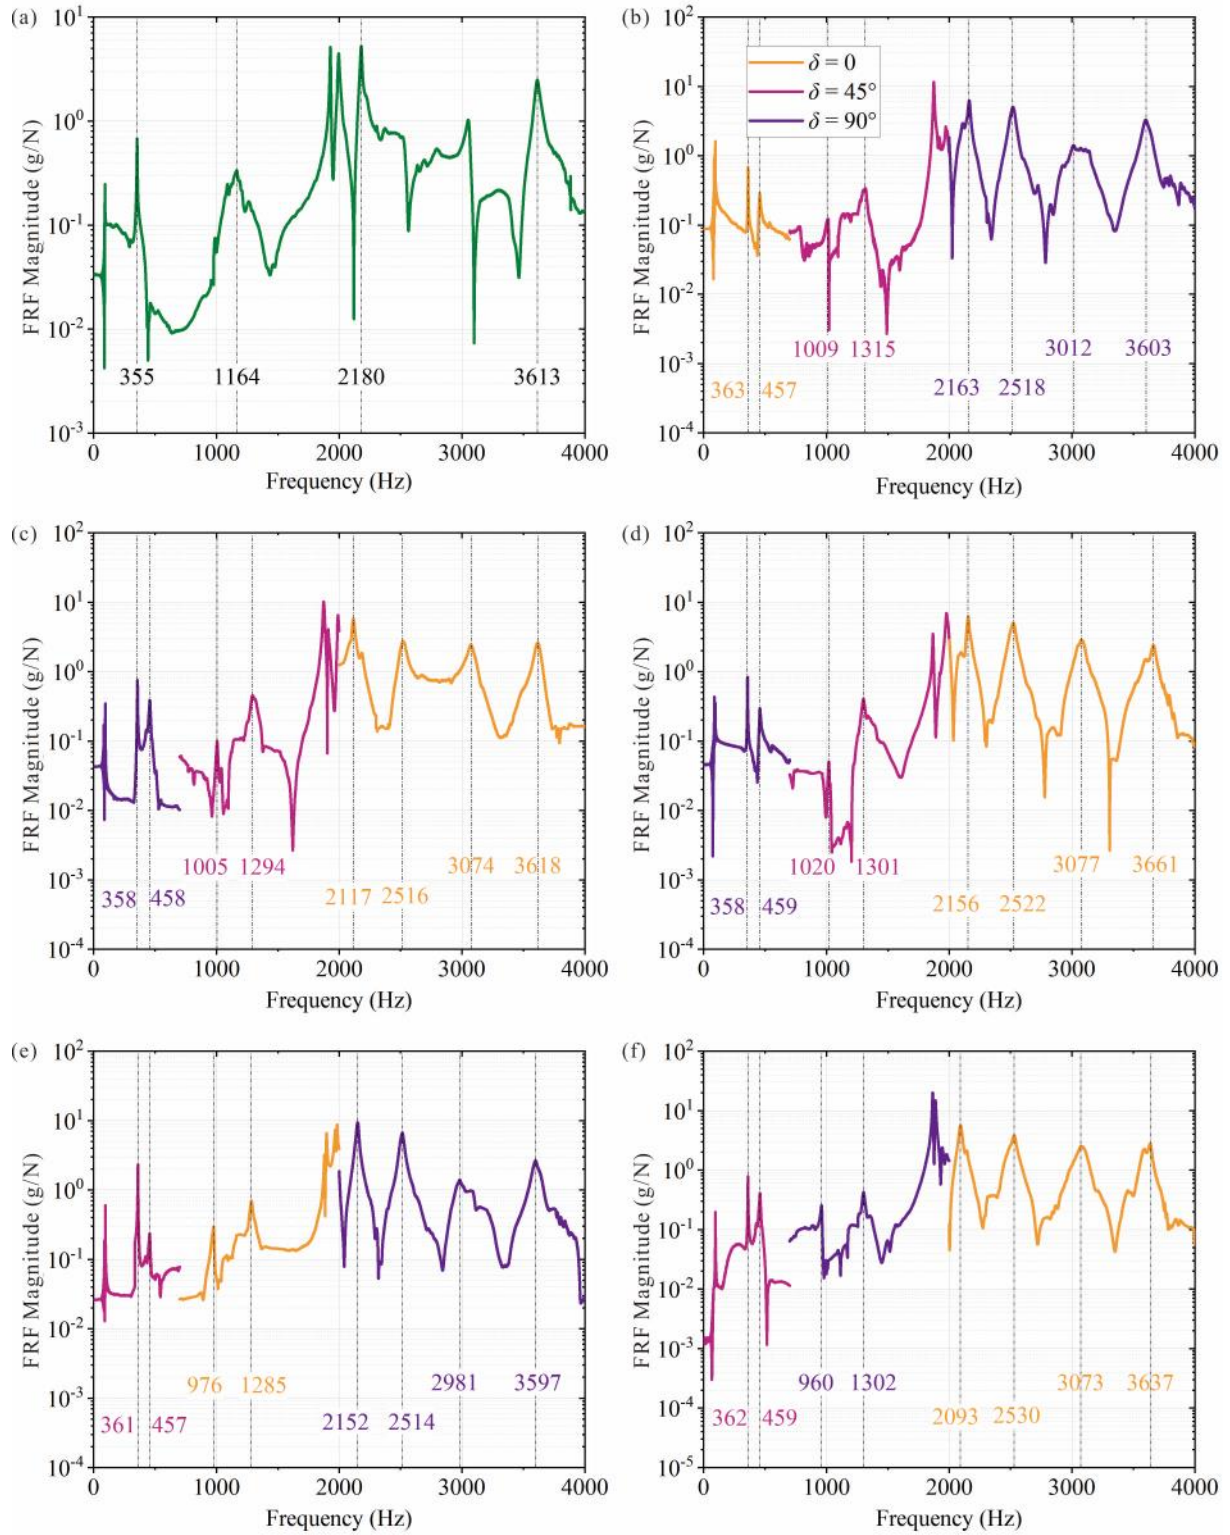 (a)
10^1
10^0
10^-1
10^-2
10^-3
FRF Magnitude (g/N)
355 1164 2180 3613
0 1000 2000 3000 4000
Frequency (Hz)
(b)
10^2
10^1
10^0
10^-1
10^-2
10^-3
10^-4
FRF Magnitude (g/N)
δ = 0
δ = 45°
δ = 90°
1009 1315 3012 3603
363 457 2163 2518
0 1000 2000 3000 4000
Frequency (Hz)
(c)
10^2
10^1
10^0
10^-1
10^-2
10^-3
10^-4
FRF Magnitude (g/N)
1005 1294 3074 3618
358 458 2117 2516
0 1000 2000 3000 4000
Frequency (Hz)
(d)
10^2
10^1
10^0
10^-1
10^-2
10^-3
10^-4
FRF Magnitude (g/N)
1020 1301 3077 3661
358 459 2156 2522
0 1000 2000 3000 4000
Frequency (Hz)
(e)
10^2
10^1
10^0
10^-1
10^-2
10^-3
10^-4
FRF Magnitude (g/N)
976 1285 2981 3597
361 457 2152 2514
0 1000 2000 3000 4000
Frequency (Hz)
(f)
10^2
10^1
10^0
10^-1
10^-2
10^-3
10^-4
10^-5
FRF Magnitude (g/N)
960 1302 3073 3637
362 459 2093 2530
0 1000 2000 3000 4000
Frequency (Hz)